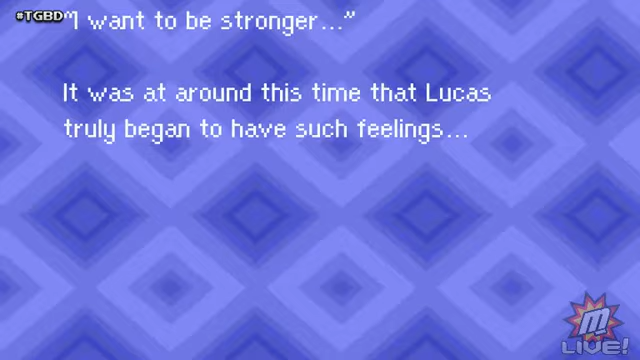 #TGBD
"I want to be stronger..."
It was at around this time that Lucas
truly began to have such feelings...
M
LIVE!